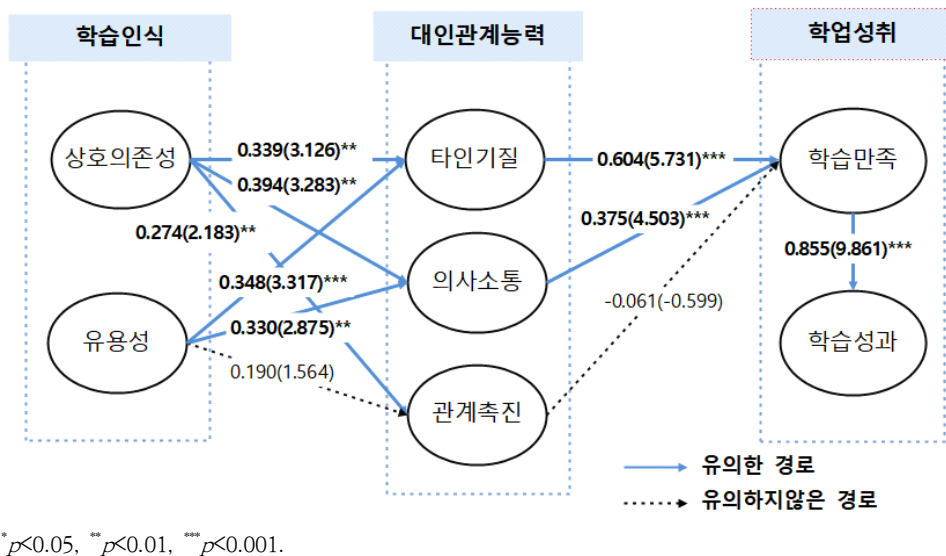 학습인식
대인관계능력
학업성취
상호의존성
타인기질
학습만족
0.339(3.126)**
0.604(5.731)***
0.394(3.283)**
0.375(4.503)***
0.274(2.183)**
0.855(9.861)***
0.348(3.317)***
의사소통
-0.061(-0.599)
유용성
0.330(2.875)**
학습성과
0.190(1.564)
관계촉진
유의한 경로
유의하지않은 경로
*p<0.05, **p<0.01, ***p<0.001.